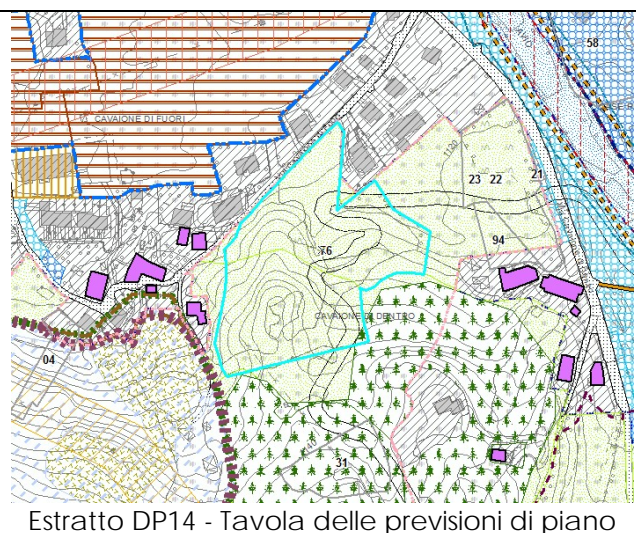 58
CAVAIONE DI FUORI
1120
23 22
21
76
94
CAVAIONE DI DENTRO
04
31
Estratto DP14 - Tavola delle previsioni di piano